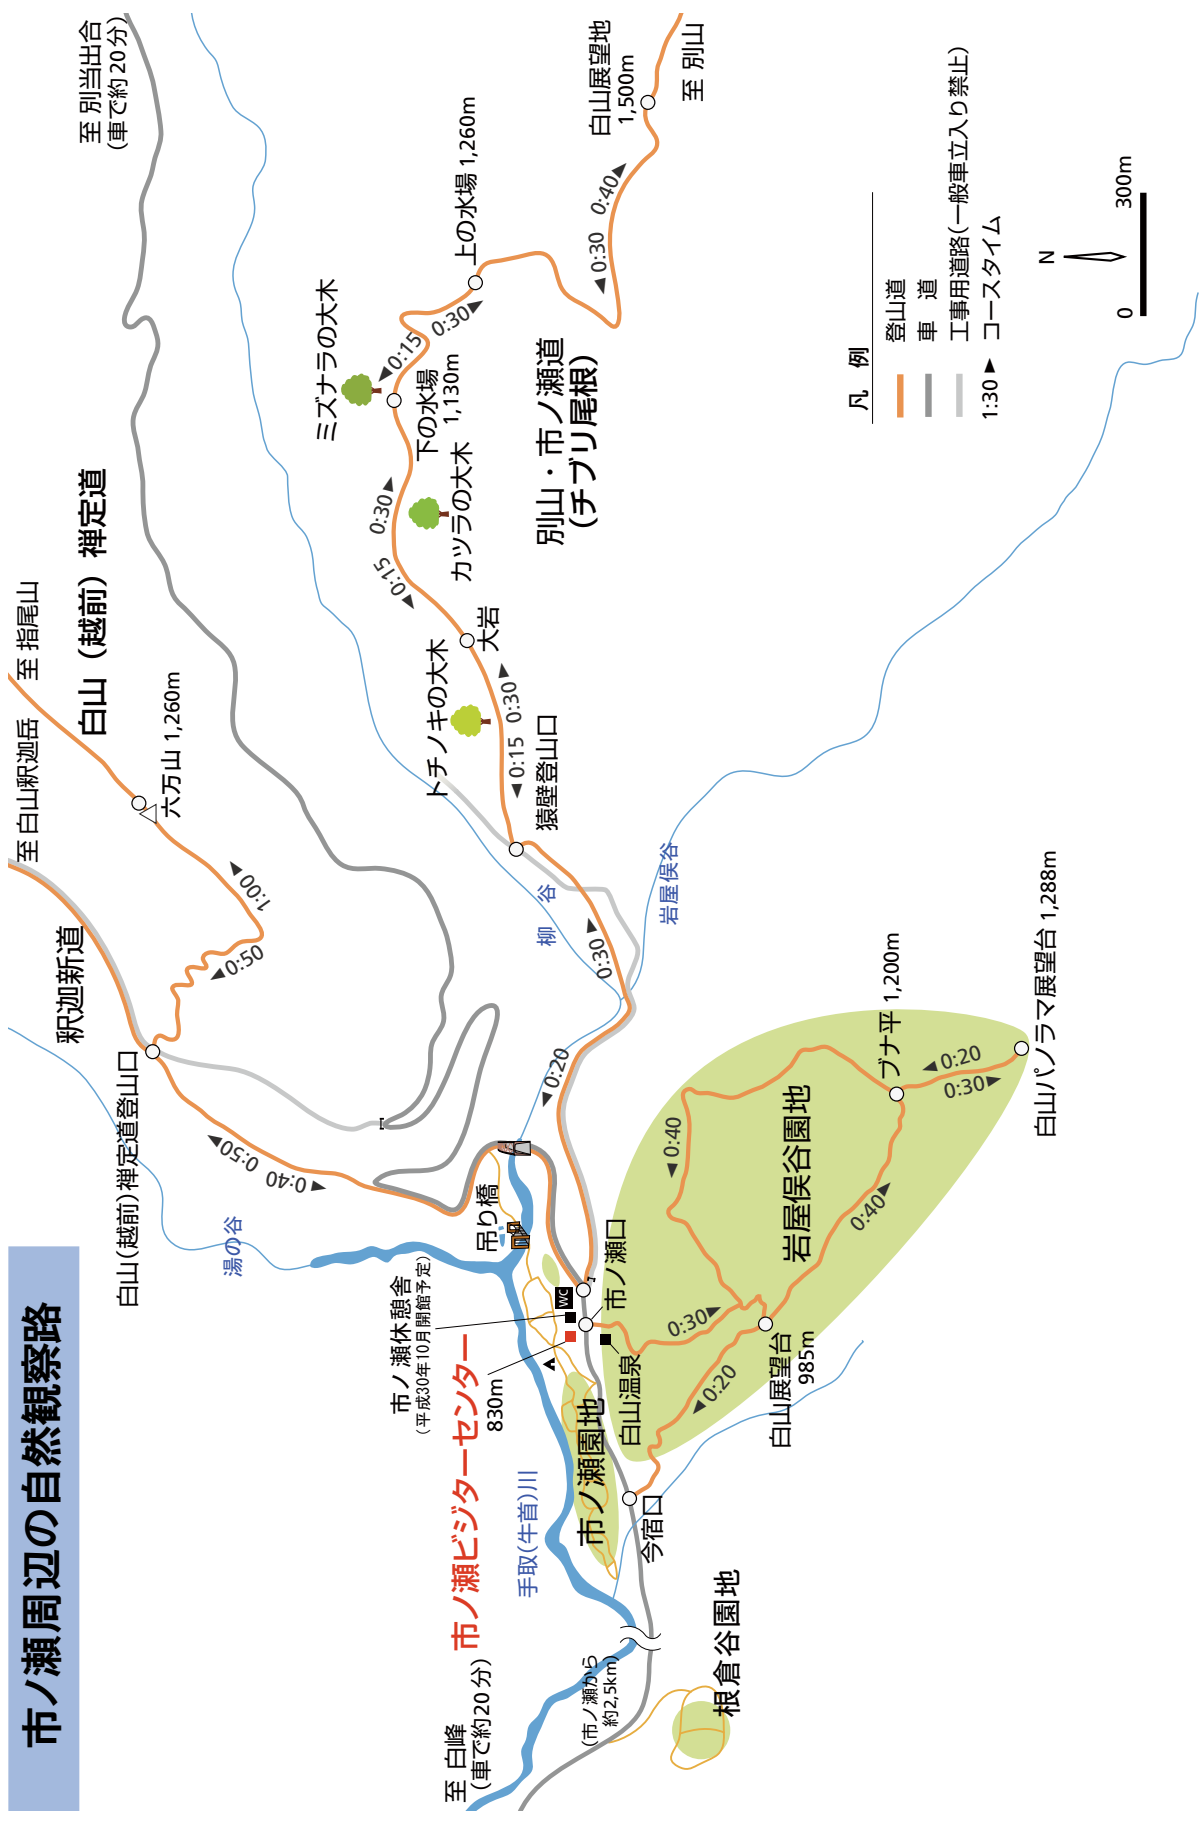 市ノ瀬周辺の自然観察路
至 別当出合
(車で約20分)
至 指尾山
至 白山釈迦岳
白山（越前）禅定道
六万山 1,260m
釈迦新道
1:00
0:50
白山(越前)禅定道登山口
0:50
0:40
湯の谷
ミズナラの大木
上の水場 1,260m
0:15
0:30
下の水場
1,130m
カツラの大木
0:30
0:15
大岩
トチノキの大木
0:30
0:15
猿壁登山口
白山展望地
1,500m
至 別山
0:40
0:30
別山・市ノ瀬道
(チブリ尾根)
柳 谷
岩屋俣谷
0:30
0:20
吊り橋
市ノ瀬休憩舎
(平成30年10月開館予定)
WC
市ノ瀬ビジターセンター
830m
市ノ瀬口
白山温泉
市ノ瀬園地
手取(牛首)川
今宿口
至 白峰
(車で約20分)
(市ノ瀬から
約2,5km)
根倉谷園地
岩屋俣谷園地
0:40
0:30
0:20
0:40
白山展望台
985m
ブナ平 1,200m
0:20
0:30
白山パノラマ展望台 1,288m
凡 例
登山道
車 道
工事用道路(一般車立入り禁止)
1:30 コースタイム
N
0 300m